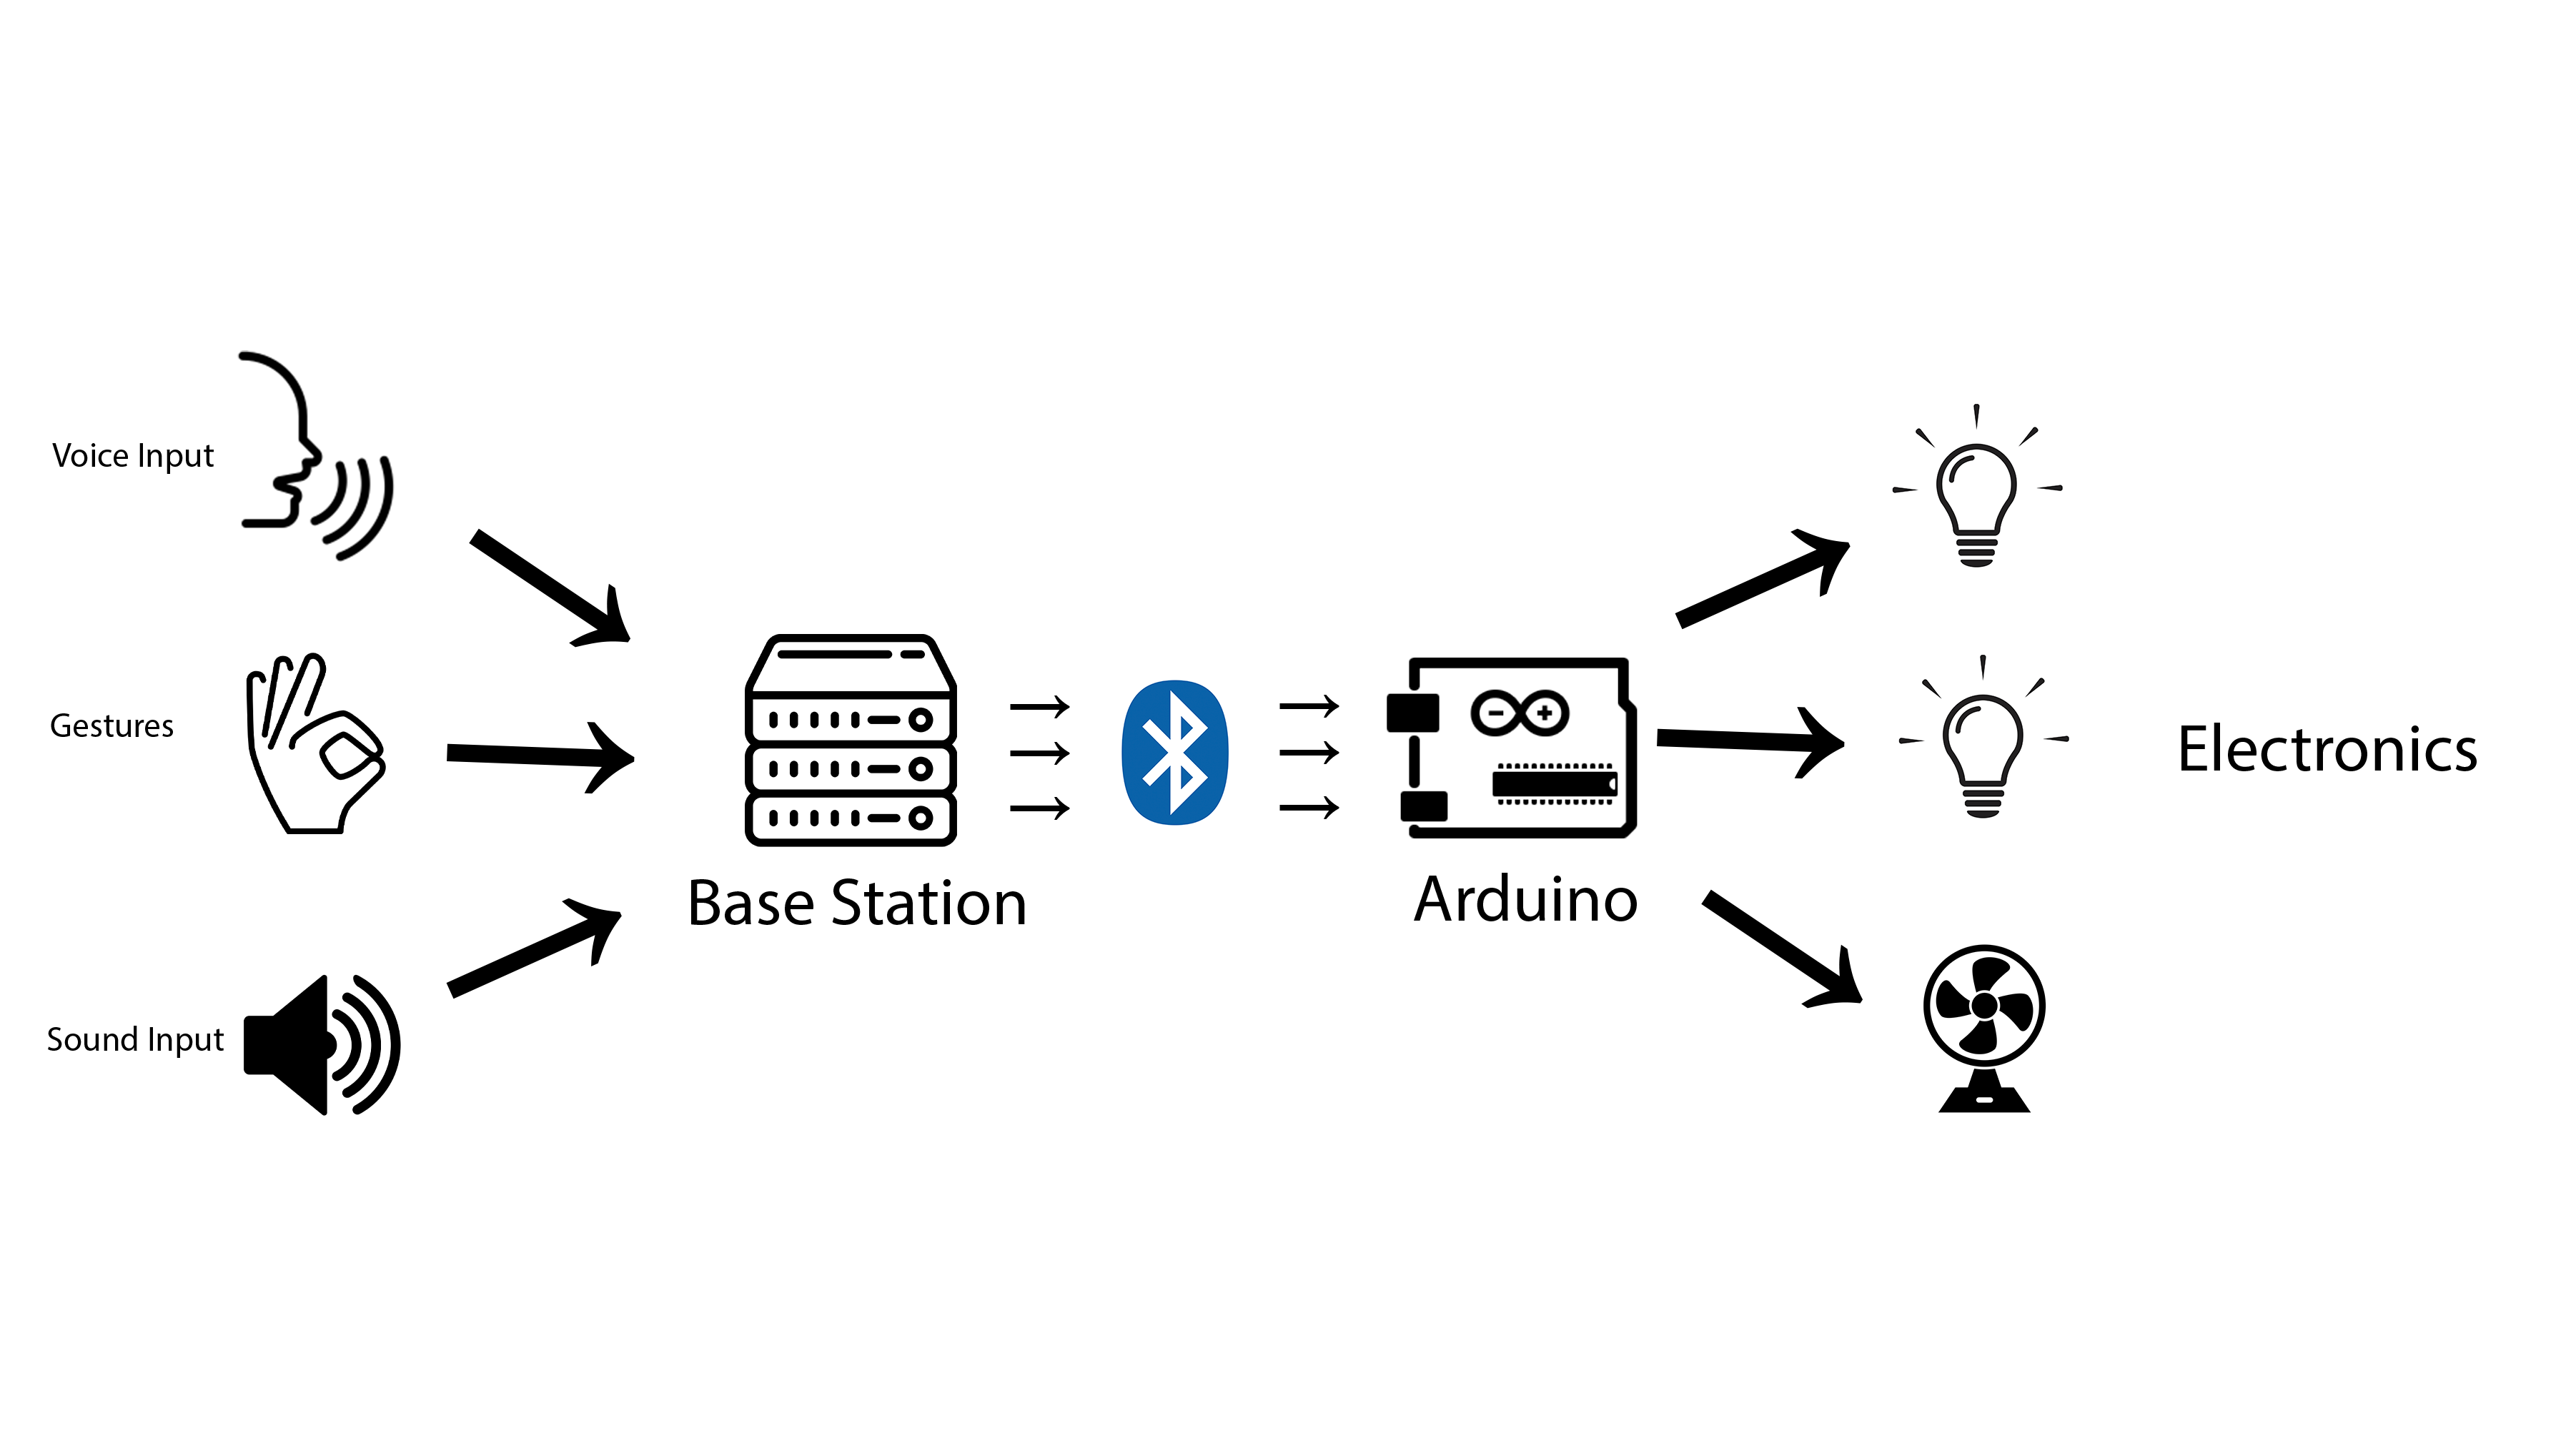 Voice Input
Gestures
Sound Input
Base Station
Arduino
Electronics